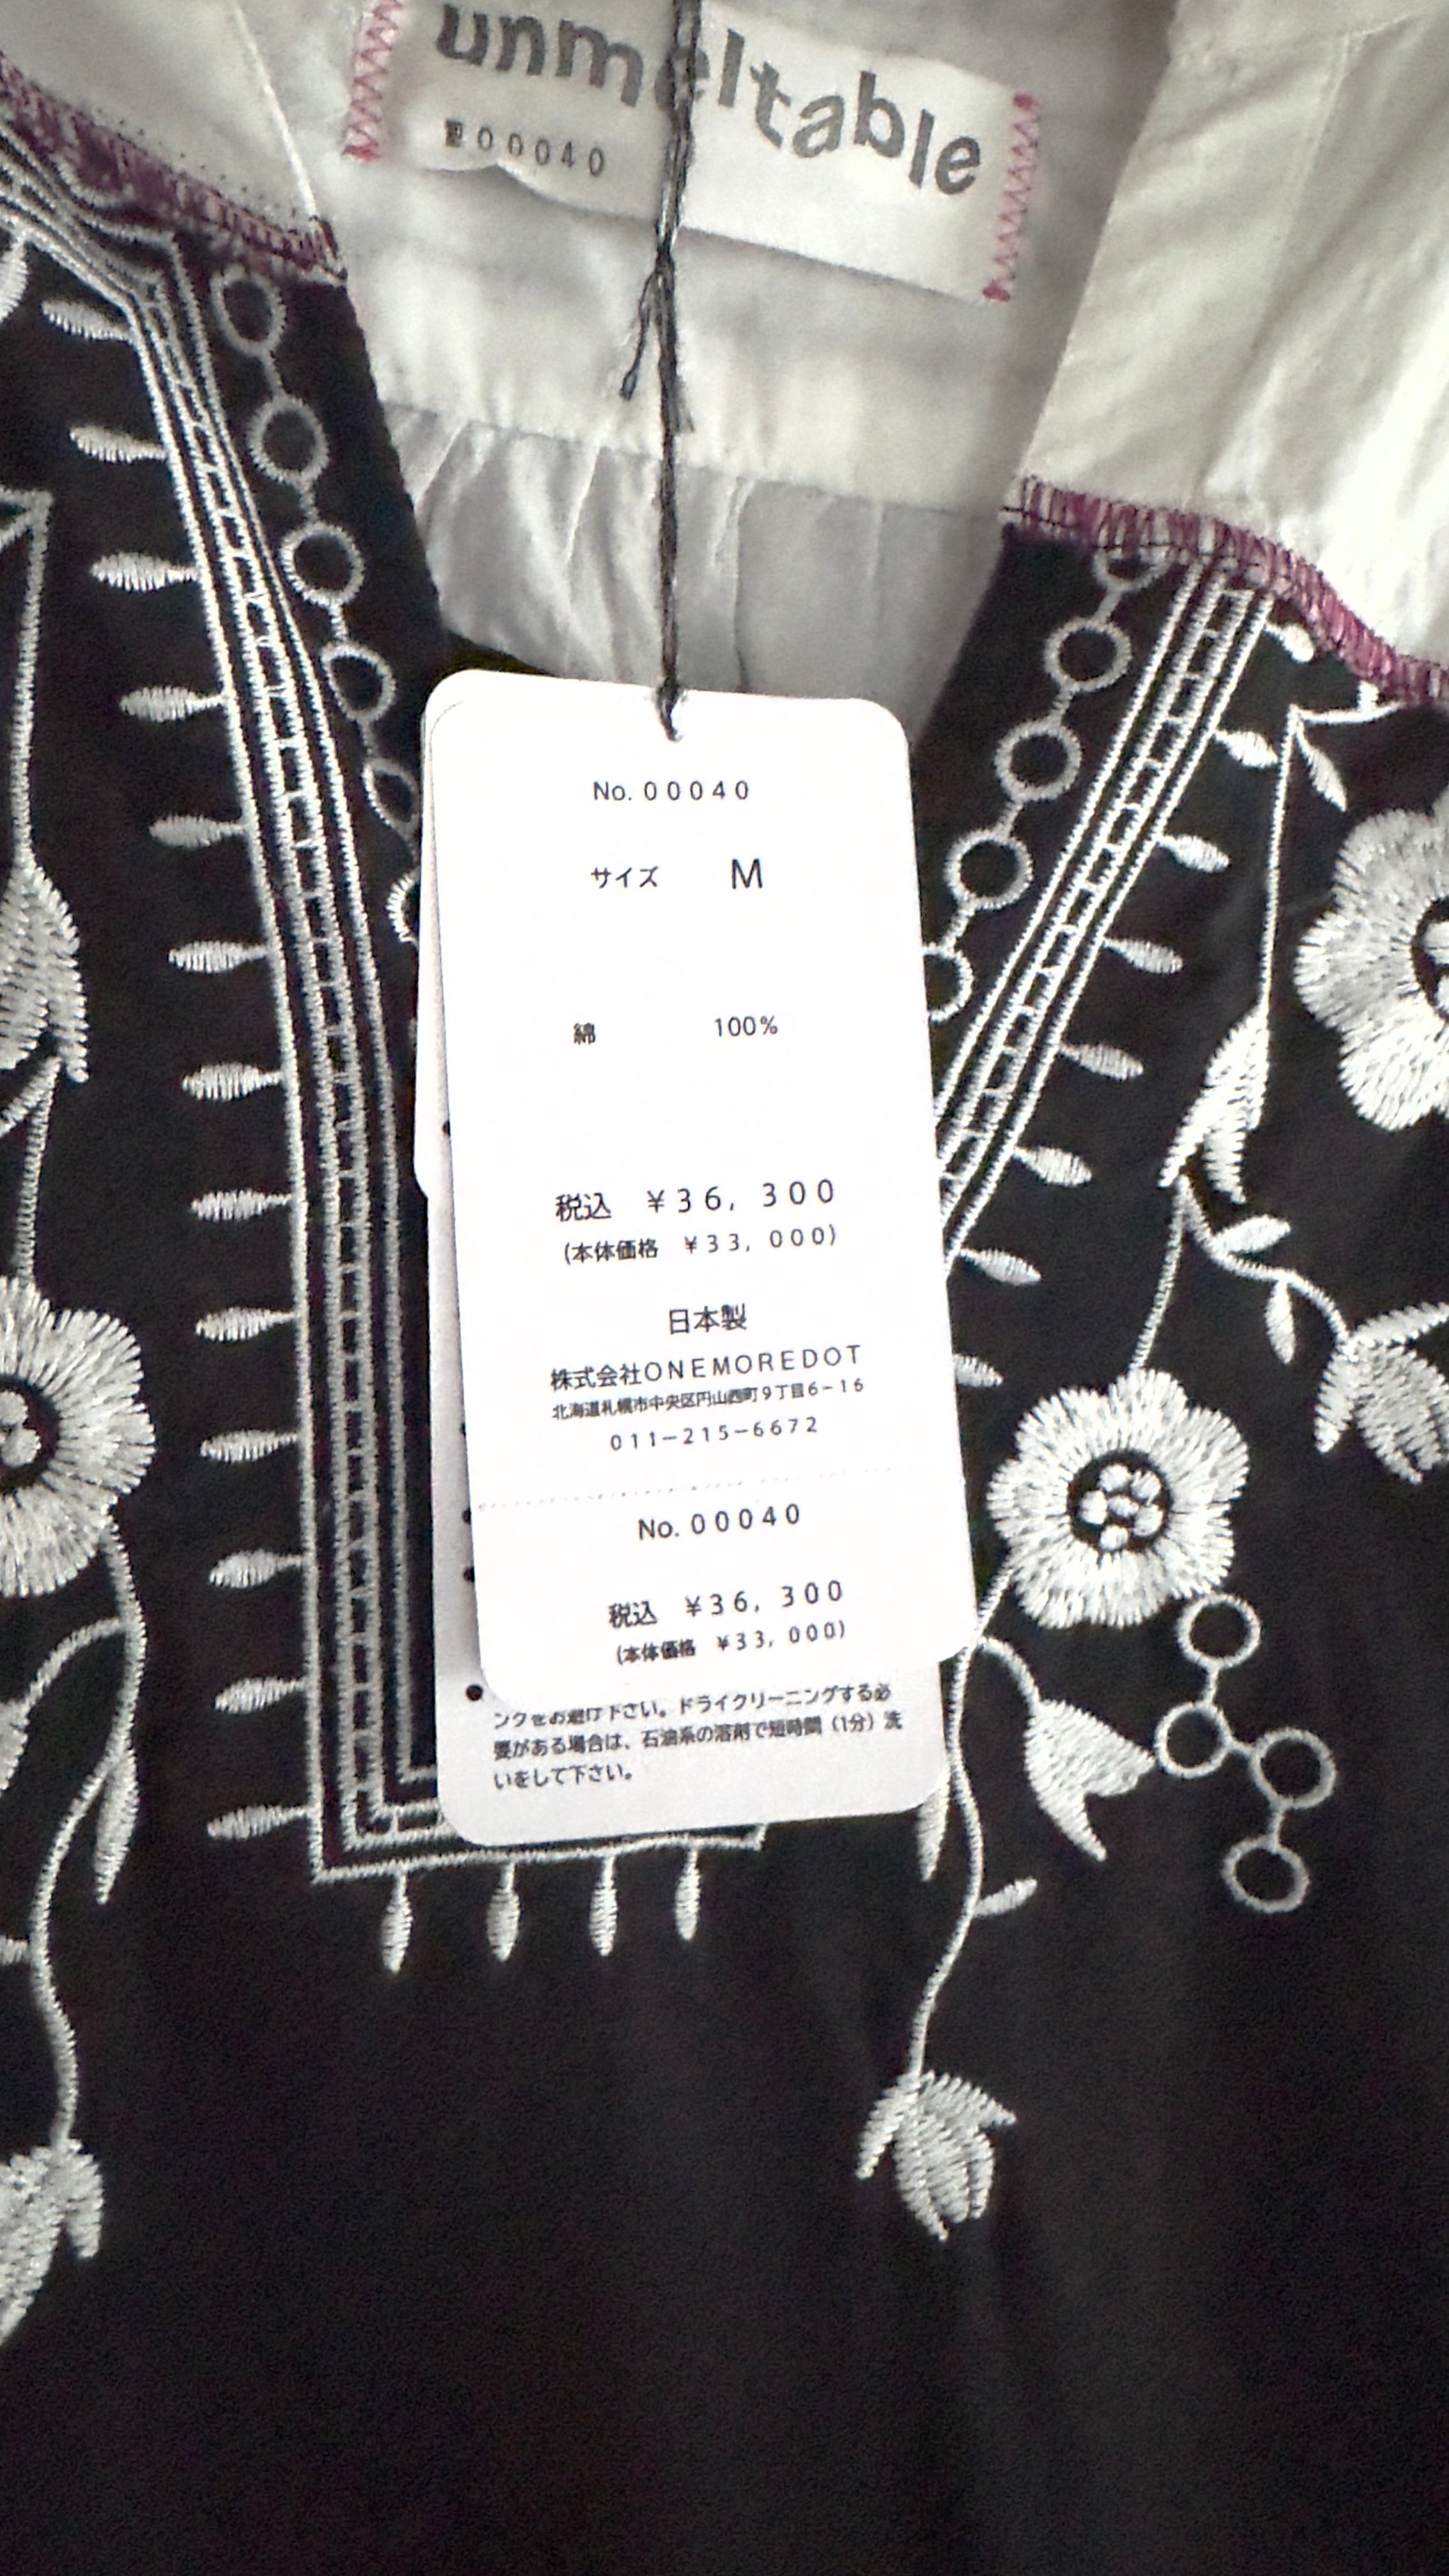 unmeltable
00040
No.00040
サイズ M
綿 100%
税込 ¥36,300
(本体価格 ¥33,000)
日本製
株式会社ONEMOREDOT
北海道札幌市中央区円山西町9丁目6-16
011-215-6672
No.00040
税込 ¥36,300
(本体価格 ¥33,000)
ングをお避け下さい。ドライクリーニングする必
要がある場合は、石油系の溶剤で短時間(1分)洗
いをして下さい。